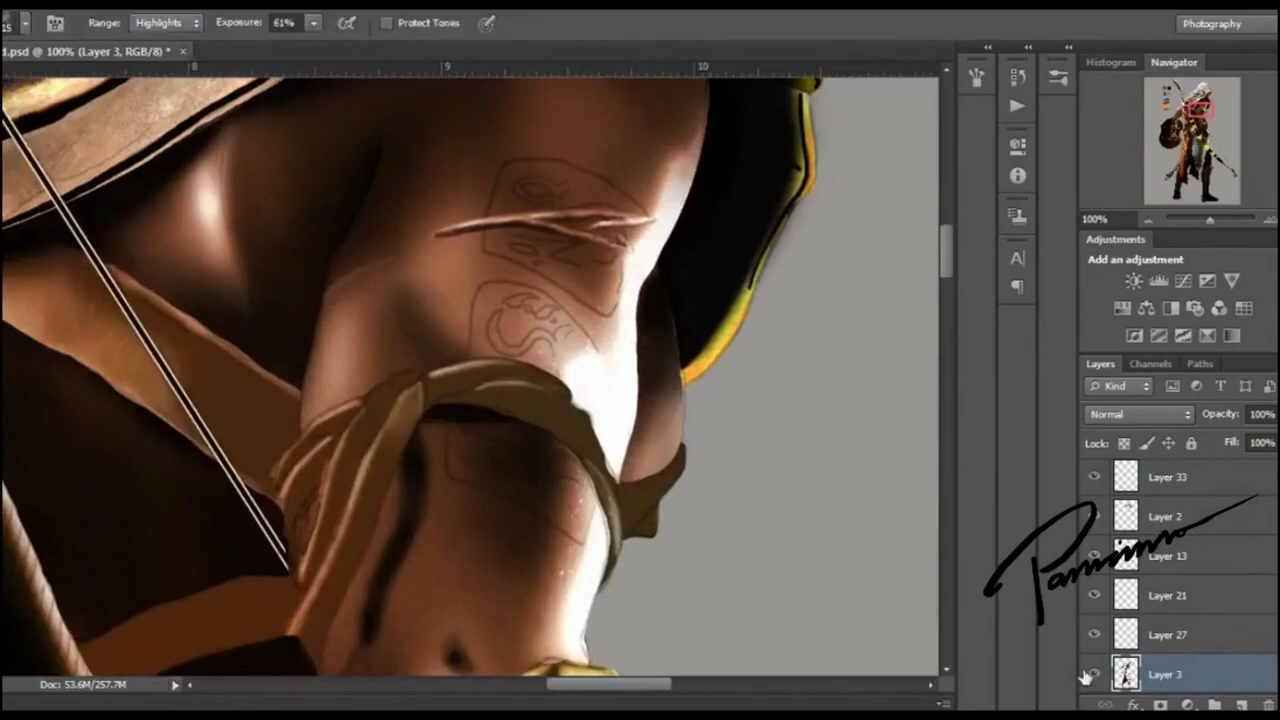 15 Range: Highlights Exposure: 61% Protect Tones Photography
d.psd @ 100% (Layer 3, RGB/8) * ×
8 9 10
Histogram Navigator
100%
Adjustments
Add an adjustment
Layers Channels Paths
Kind
Normal Opacity: 100%
Lock: Fill: 100%
Layer 33
Layer 2
Layer 13
Layer 21
Layer 27
Layer 3
Doc: 53.6M/257.7M